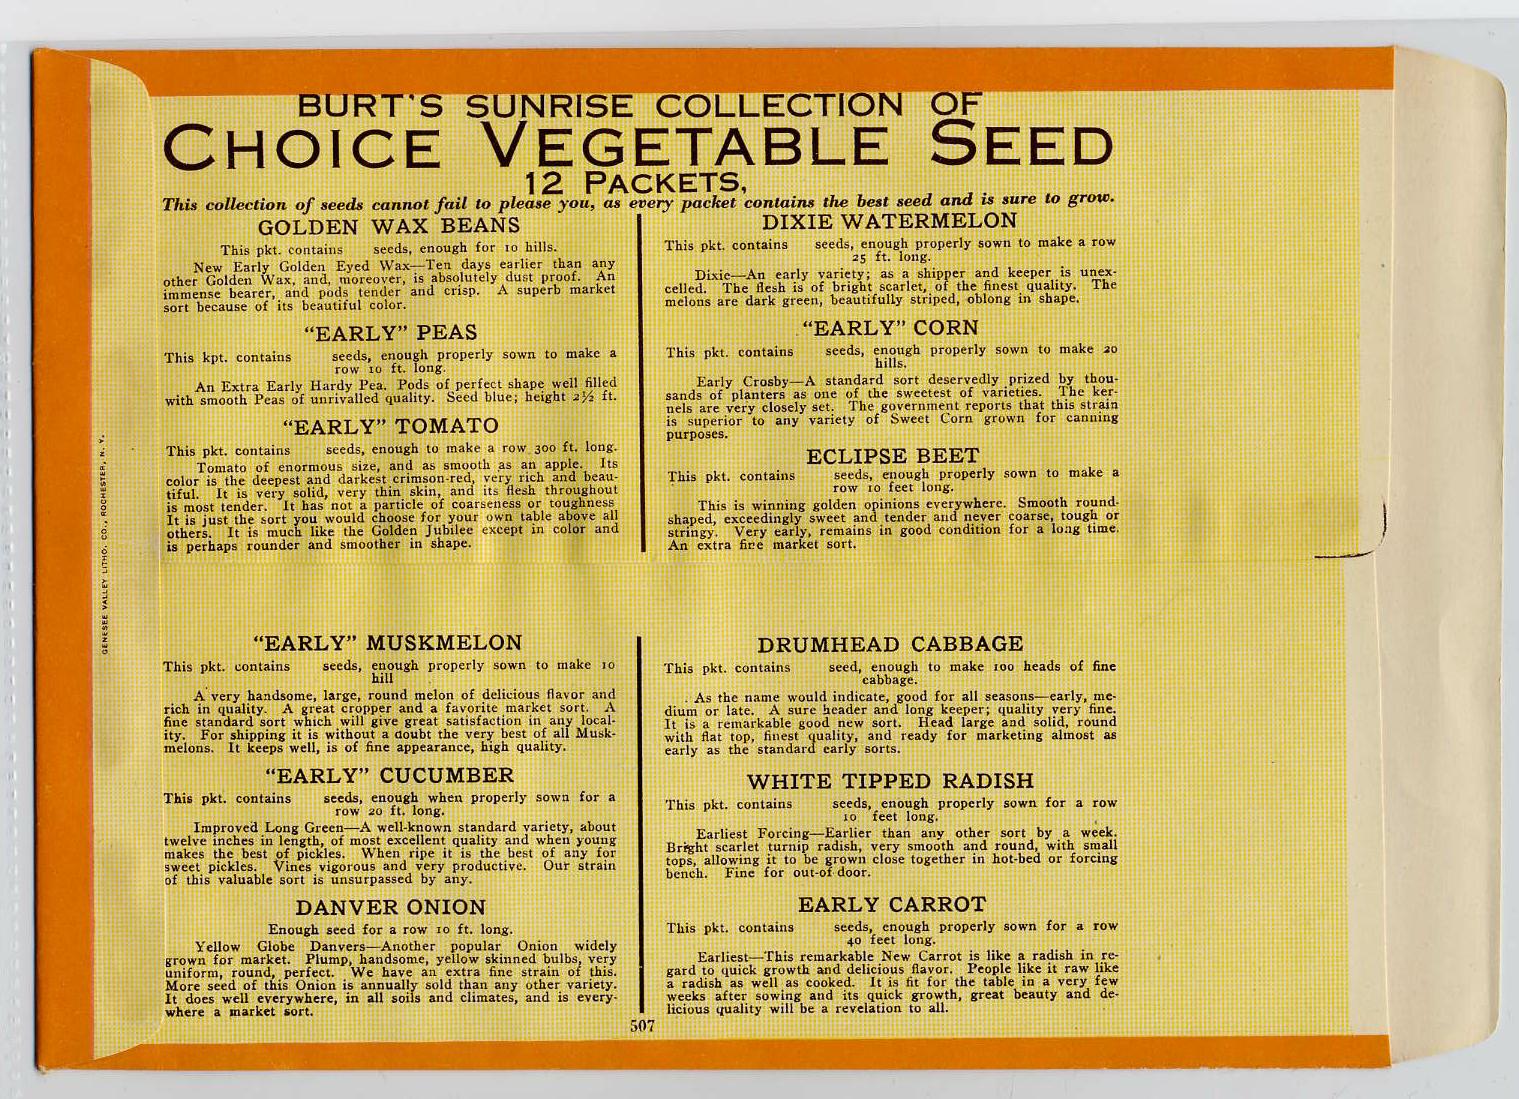 BURT'S SUNRISE COLLECTION OF
CHOICE VEGETABLE SEED
12 PACKETS,
This collection of seeds cannot fail to please you, as every packet contains the best seed and is sure to grow.
GOLDEN WAX BEANS
This pkt. contains seeds, enough for 10 hills.
New Early Golden Eyed Wax—Ten days earlier than any
other Golden Wax, and, moreover, is absolutely dust proof. An
immense bearer, and pods tender and crisp. A superb market
sort because of its beautiful color.
"EARLY" PEAS
This kpt. contains seeds, enough properly sown to make a
row 10 ft. long.
An Extra Early Hardy Pea. Pods of perfect shape well filled
with smooth Peas of unrivalled quality. Seed blue; height 2½ ft.
"EARLY" TOMATO
This pkt. contains seeds, enough to make a row 300 ft. long.
Tomato of enormous size, and as smooth as an apple. Its
color is the deepest and darkest crimson-red, very rich and beau-
tiful. It is very solid, very thin skin, and its flesh throughout
is most tender. It has not a particle of coarseness or toughness
It is just the sort you would choose for your own table above all
others. It is much like the Golden Jubilee except in color and
is perhaps rounder and smoother in shape.
DIXIE WATERMELON
This pkt. contains seeds, enough properly sown to make a row
25 ft. long.
Dixie—An early variety; as a shipper and keeper is unex-
celled. The flesh is of bright scarlet, of the finest quality. The
melons are dark green, beautifully striped, oblong in shape.
"EARLY" CORN
This pkt. contains seeds, enough properly sown to make 20
hills.
Early Crosby—A standard sort deservedly prized by thou-
sands of planters as one of the sweetest of varieties. The ker-
nels are very closely set. The government reports that this strain
is superior to any variety of Sweet Corn grown for canning
purposes.
ECLIPSE BEET
This pkt. contains seeds, enough properly sown to make a
row 10 feet long.
This is winning golden opinions everywhere. Smooth round-
shaped, exceedingly sweet and tender and never coarse, tough or
stringy. Very early, remains in good condition for a long time.
An extra fine market sort.
"EARLY" MUSKMELON
This pkt. contains seeds, enough properly sown to make 10
hill
A very handsome, large, round melon of delicious flavor and
rich in quality. A great cropper and a favorite market sort. A
fine standard sort which will give great satisfaction in any local-
ity. For shipping it is without a doubt the very best of all Musk-
melons. It keeps well, is of fine appearance, high quality.
"EARLY" CUCUMBER
This pkt. contains seeds, enough when properly sown for a
row 20 ft. long.
Improved Long Green—A well-known standard variety, about
twelve inches in length, of most excellent quality and when young
makes the best of pickles. When ripe it is the best of any for
sweet pickles. Vines vigorous and very productive. Our strain
of this valuable sort is unsurpassed by any.
DANVER ONION
Enough seed for a row 10 ft. long.
Yellow Globe Danvers—Another popular Onion widely
grown for market. Plump, handsome, yellow skinned bulbs, very
uniform, round, perfect. We have an extra fine strain of this.
More seed of this Onion is annually sold than any other variety.
It does well everywhere, in all soils and climates, and is every-
where a market sort.
DRUMHEAD CABBAGE
This pkt. contains seed, enough to make 100 heads of fine
cabbage.
As the name would indicate, good for all seasons—early, me-
dium or late. A sure header and long keeper; quality very fine.
It is a remarkable good new sort. Head large and solid, round
with flat top, finest quality, and ready for marketing almost as
early as the standard early sorts.
WHITE TIPPED RADISH
This pkt. contains seeds, enough properly sown for a row
10 feet long.
Earliest Forcing—Earlier than any other sort by a week.
Bright scarlet turnip radish, very smooth and round, with small
tops, allowing it to be grown close together in hot-bed or forcing
bench. Fine for out-of door.
EARLY CARROT
This pkt. contains seeds, enough properly sown for a row
40 feet long.
Earliest—This remarkable New Carrot is like a radish in re-
gard to quick growth and delicious flavor. People like it raw like
a radish as well as cooked. It is fit for the table in a very few
weeks after sowing and its quick growth, great beauty and de-
licious quality will be a revelation to all.
507
GENESEE VALLEY LITHO. CO., ROCHESTER, N. Y.